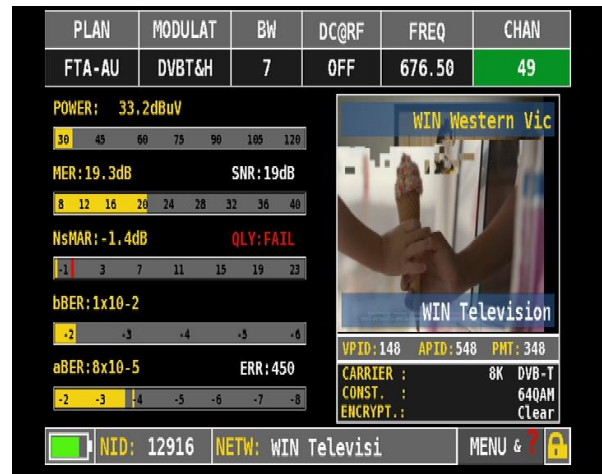 PLAN MODULAT BW DC@RF FREQ CHAN
FTA-AU DVBT&H 7 OFF 676.50 49
POWER: 33.2dBuV
30 45 60 75 90 105 120
MER:19.3dB SNR:19dB
8 12 16 20 24 28 32 36 40
NsMAR:-1.4dB QLY:FAIL
-1 3 7 11 15 19 23
bBER:1x10-2
-2 -3 -4 -5 -6
aBER:8x10-5 ERR:450
-2 -3 -4 -5 -6 -7 -8
WIN Western Vic
WIN Television
VPID:148 APID:548 PMT:348
CARRIER : 8K DVB-T
CONST. : 64QAM
ENCRYPT.: Clear
NID: 12916 NETW: WIN Televisi MENU & ?